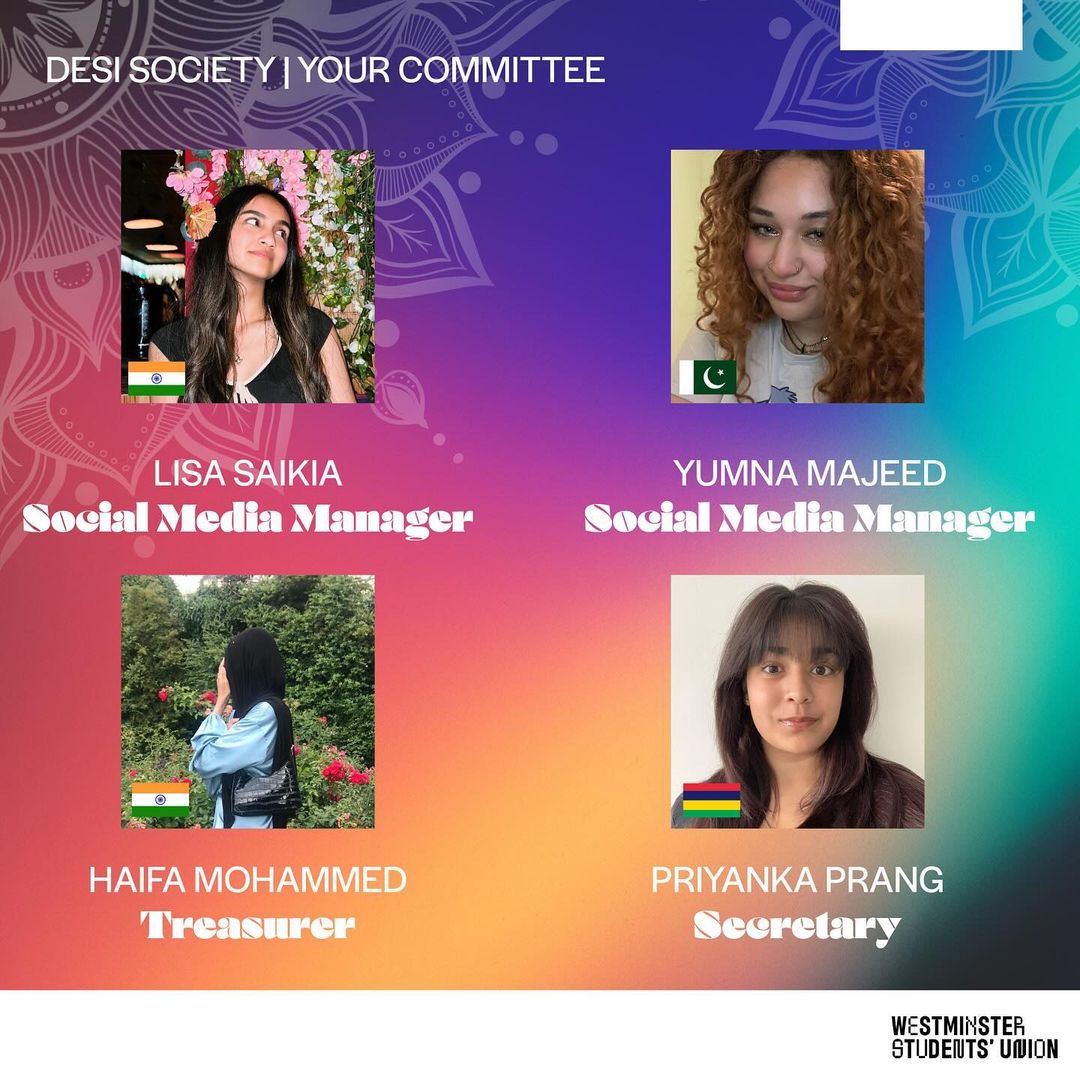 DESI SOCIETY | YOUR COMMITTEE
LISA SAIKIA
Social Media Manager
YUMNA MAJEED
Social Media Manager
HAIFA MOHAMMED
Treasurer
PRIYANKA PRANG
Secretary
WESTMINSTER
STUDENTS' UNION